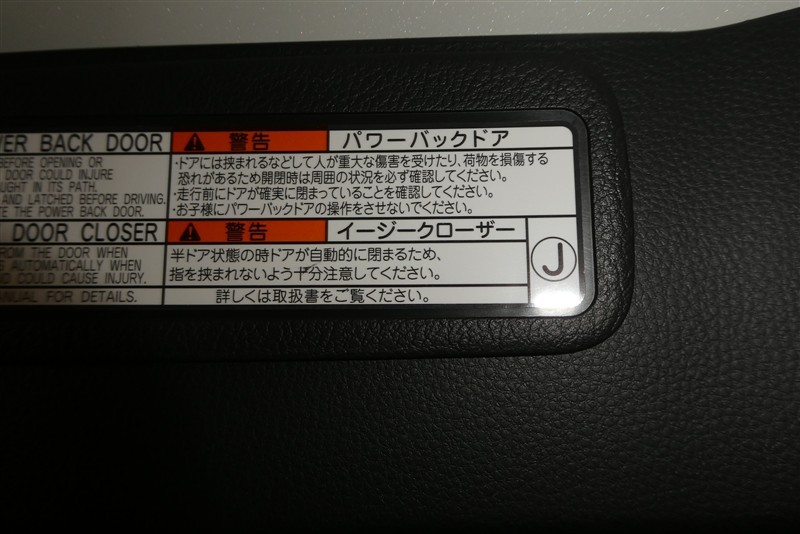 ER BACK DOOR
BEFORE OPENING OR
DOOR COULD INJURE
UGHT IN ITS PATH.
AND LATCHED BEFORE DRIVING.
TE THE POWER BACK DOOR.
警告 パワーバックドア
・ドアには挟まれるなどして人が重大な傷害を受けたり、荷物を損傷する
恐れがあるため開閉時は周囲の状況を必ず確認してください。
・走行前にドアが確実に閉まっていることを確認してください。
・お子様にパワーバックドアの操作をさせないでください。
DOOR CLOSER
FROM THE DOOR WHEN
AUTOMATICALLY WHEN
D COULD CAUSE INJURY.
ANUAL FOR DETAILS.
警告 イージークローザー
半ドア状態の時ドアが自動的に閉まるため、
指を挟まれないよう十分注意してください。
詳しくは取扱書をご覧ください。
J